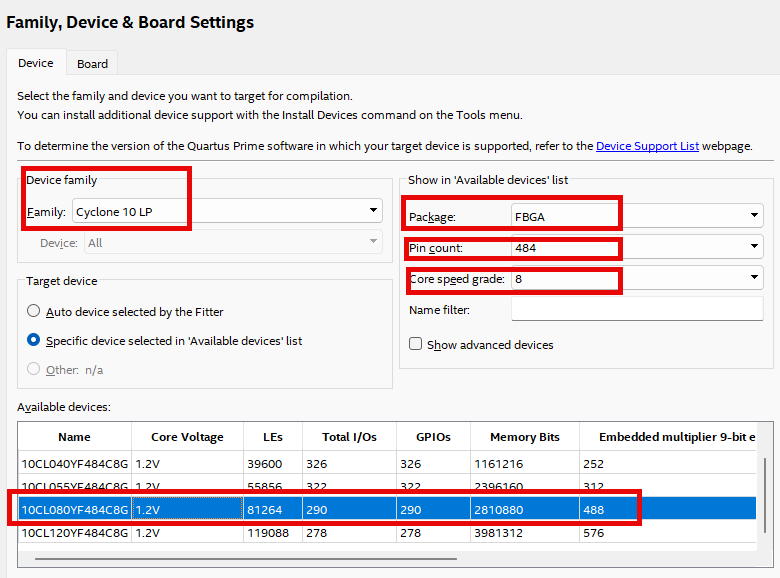 Family, Device & Board Settings
Device Board
Select the family and device you want to target for compilation.
You can install additional device support with the Install Devices command on the Tools menu.
To determine the version of the Quartus Prime software in which your target device is supported, refer to the Device Support List webpage.
Device family
Family: Cyclone 10 LP
Device: All
Show in 'Available devices' list
Package: FBGA
Pin count: 484
Core speed grade: 8
Name filter:
Show advanced devices
Target device
Auto device selected by the Fitter
Specific device selected in 'Available devices' list
Other: n/a
Available devices:
Name Core Voltage LEs Total I/Os GPIOs Memory Bits Embedded multiplier 9-bit e
10CL040YF484C8G 1.2V 39600 326 326 1161216 252
10CL055YF484C8G 1.2V 55856 322 322 2396160 312
10CL080YF484C8G 1.2V 81264 290 290 2810880 488
10CL120YF484C8G 1.2V 119088 278 278 3981312 576